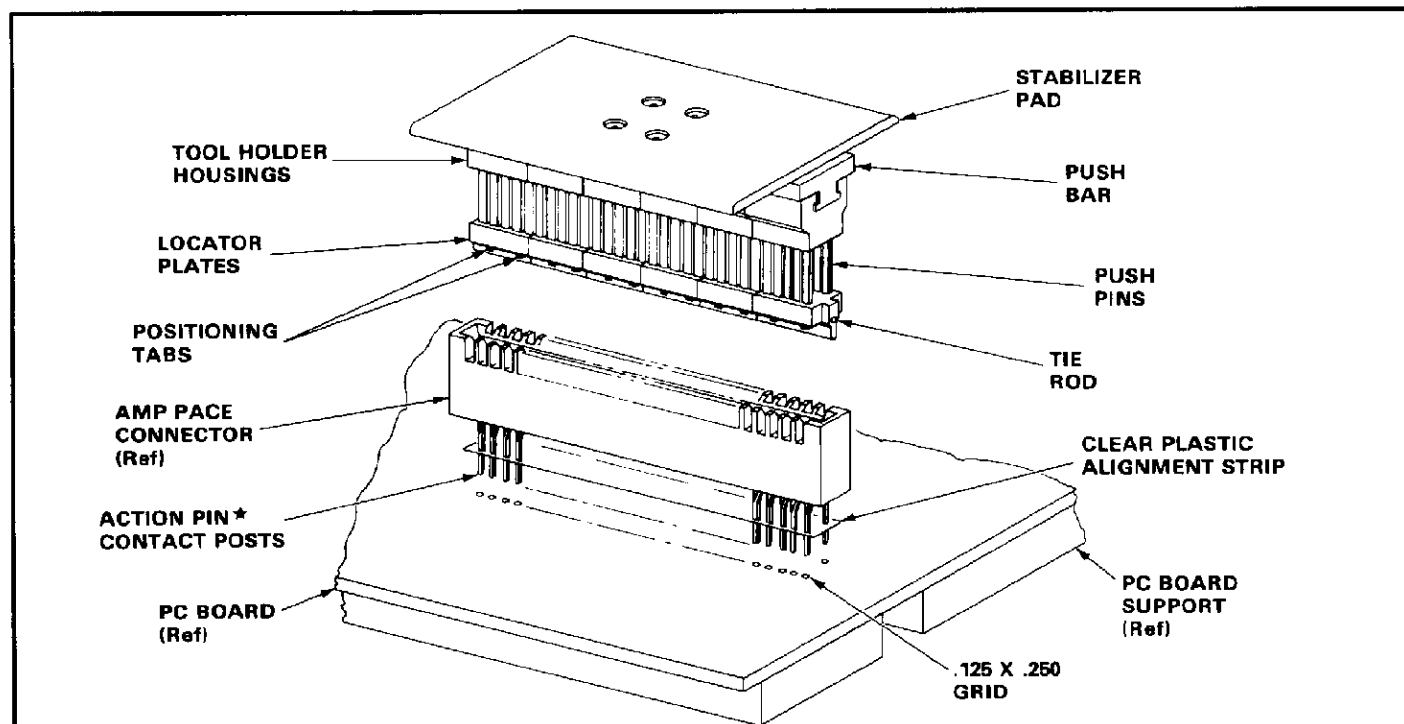 STABILIZER
PAD
TOOL HOLDER
HOUSINGS
PUSH
BAR
LOCATOR
PLATES
PUSH
PINS
POSITIONING
TABS
TIE
ROD
AMP PACE
CONNECTOR
(Ref)
CLEAR PLASTIC
ALIGNMENT STRIP
ACTION PIN★
CONTACT POSTS
PC BOARD
(Ref)
PC BOARD
SUPPORT
(Ref)
.125 X .250
GRID